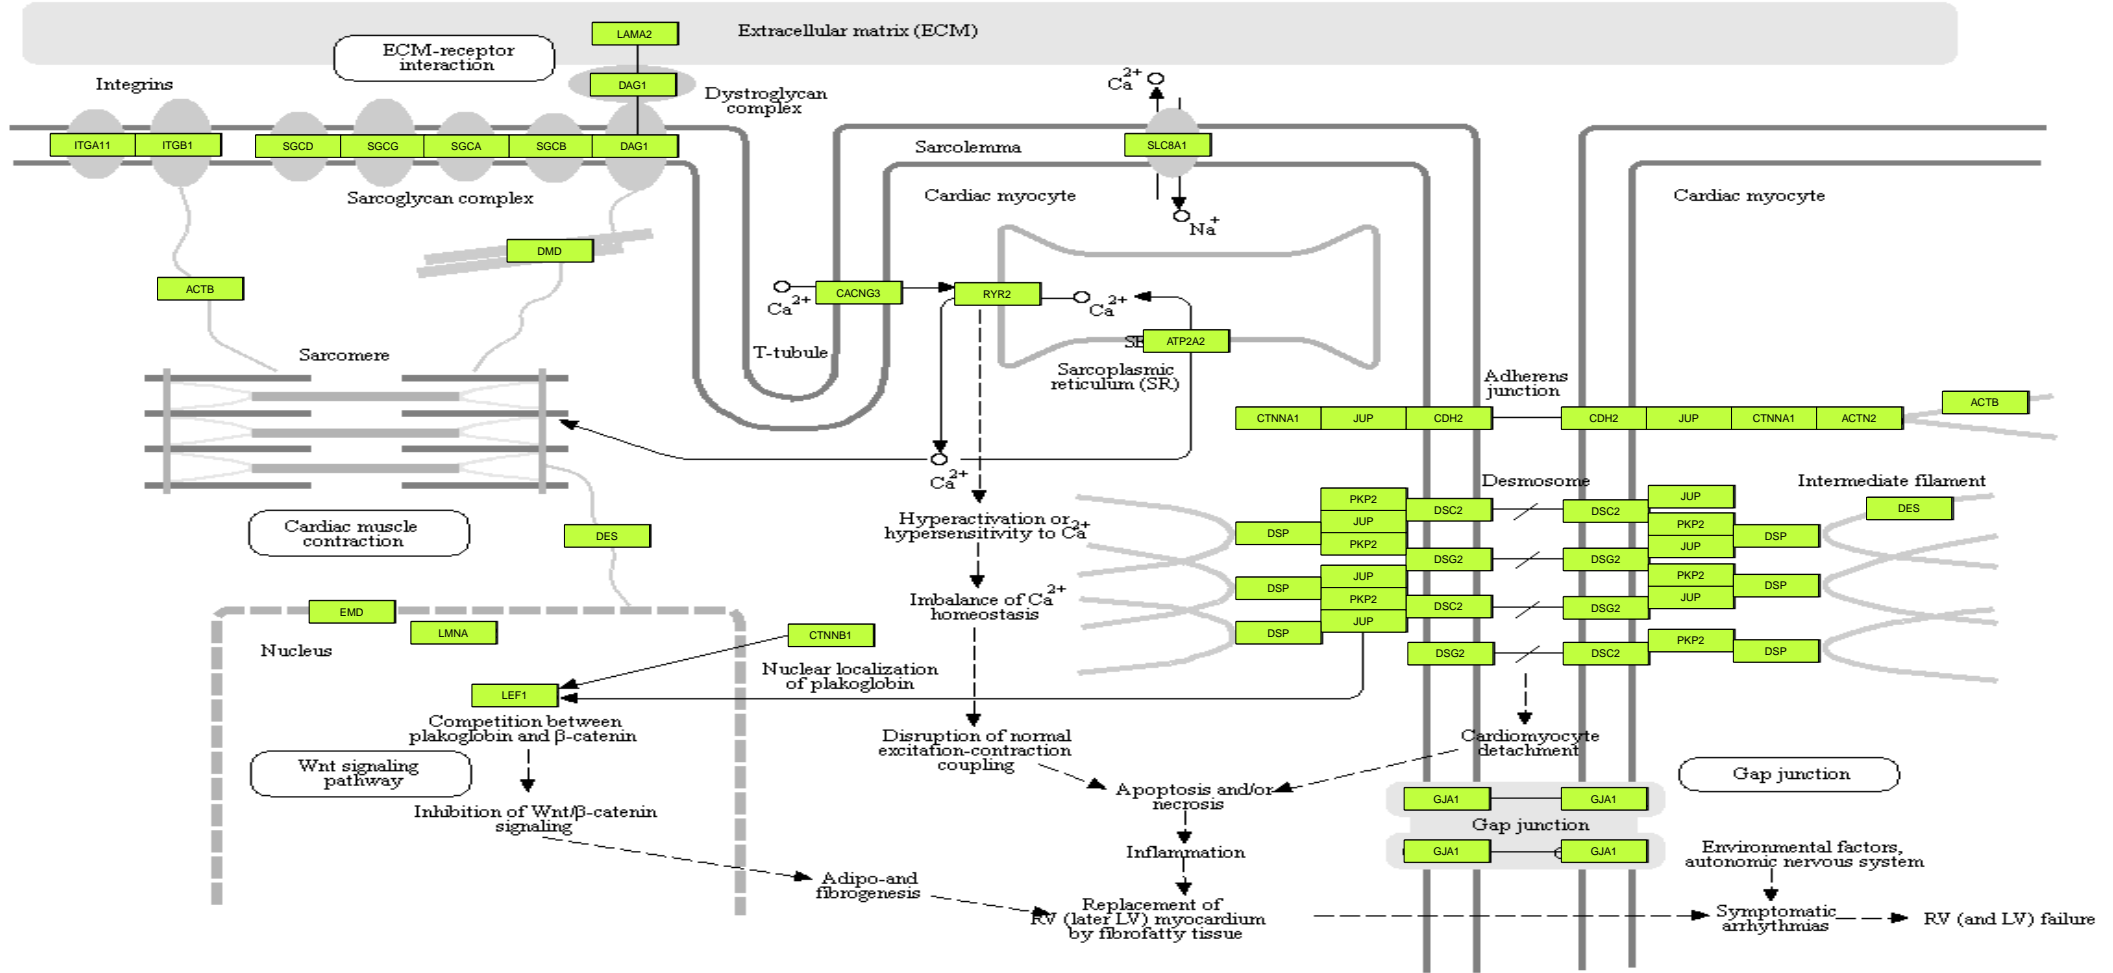 LAMA2
Extracellular matrix (ECM)
ECM-receptor
interaction
Integrins
DAG1
Dystroglycan
complex
Ca2+
ITGA11
ITGB1
SGCD
SGCG
SGCA
SGCB
DAG1
Sarcolemma
SLC8A1
Sarcoglycan complex
Cardiac myocyte
Cardiac myocyte
Na+
DMD
ACTB
Ca2+
CACNG3
RYR2
Ca2+
ATP2A2
Sarcomere
T-tubule
Sarcoplasmic
reticulum (SR)
Adherens
junction
CTNNA1
JUP
CDH2
CDH2
JUP
CTNNA1
ACTN2
ACTB
Ca2+
Desmosome
Intermediate filament
Cardiac muscle
contraction
DES
Hyperactivation or
hypersensitivity to Ca2+
PKP2
JUP
PKP2
DSP
DSC2
DSC2
JUP
PKP2
JUP
DSP
DES
DSG2
DSG2
JUP
PKP2
JUP
DSP
DSC2
DSG2
PKP2
JUP
DSP
DSP
DSG2
DSC2
PKP2
DSP
Imbalance of Ca2+
homeostasis
EMD
LMNA
Nucleus
CTNNB1
Nuclear localization
of plakoglobin
LEF1
Competition between
plakoglobin and β-catenin
Disruption of normal
excitation-contraction
coupling
Cardiomyocyte
detachment
Wnt signaling
pathway
Gap junction
Apoptosis and/or
necrosis
GJA1
GJA1
Inhibition of Wnt/β-catenin
signaling
Gap junction
Inflammation
GJA1
GJA1
Environmental factors,
autonomic nervous system
Adipo-and
fibrogenesis
Replacement of
RV (later LV) myocardium
by fibrofatty tissue
Symptomatic
arrhythmias
RV (and LV) failure